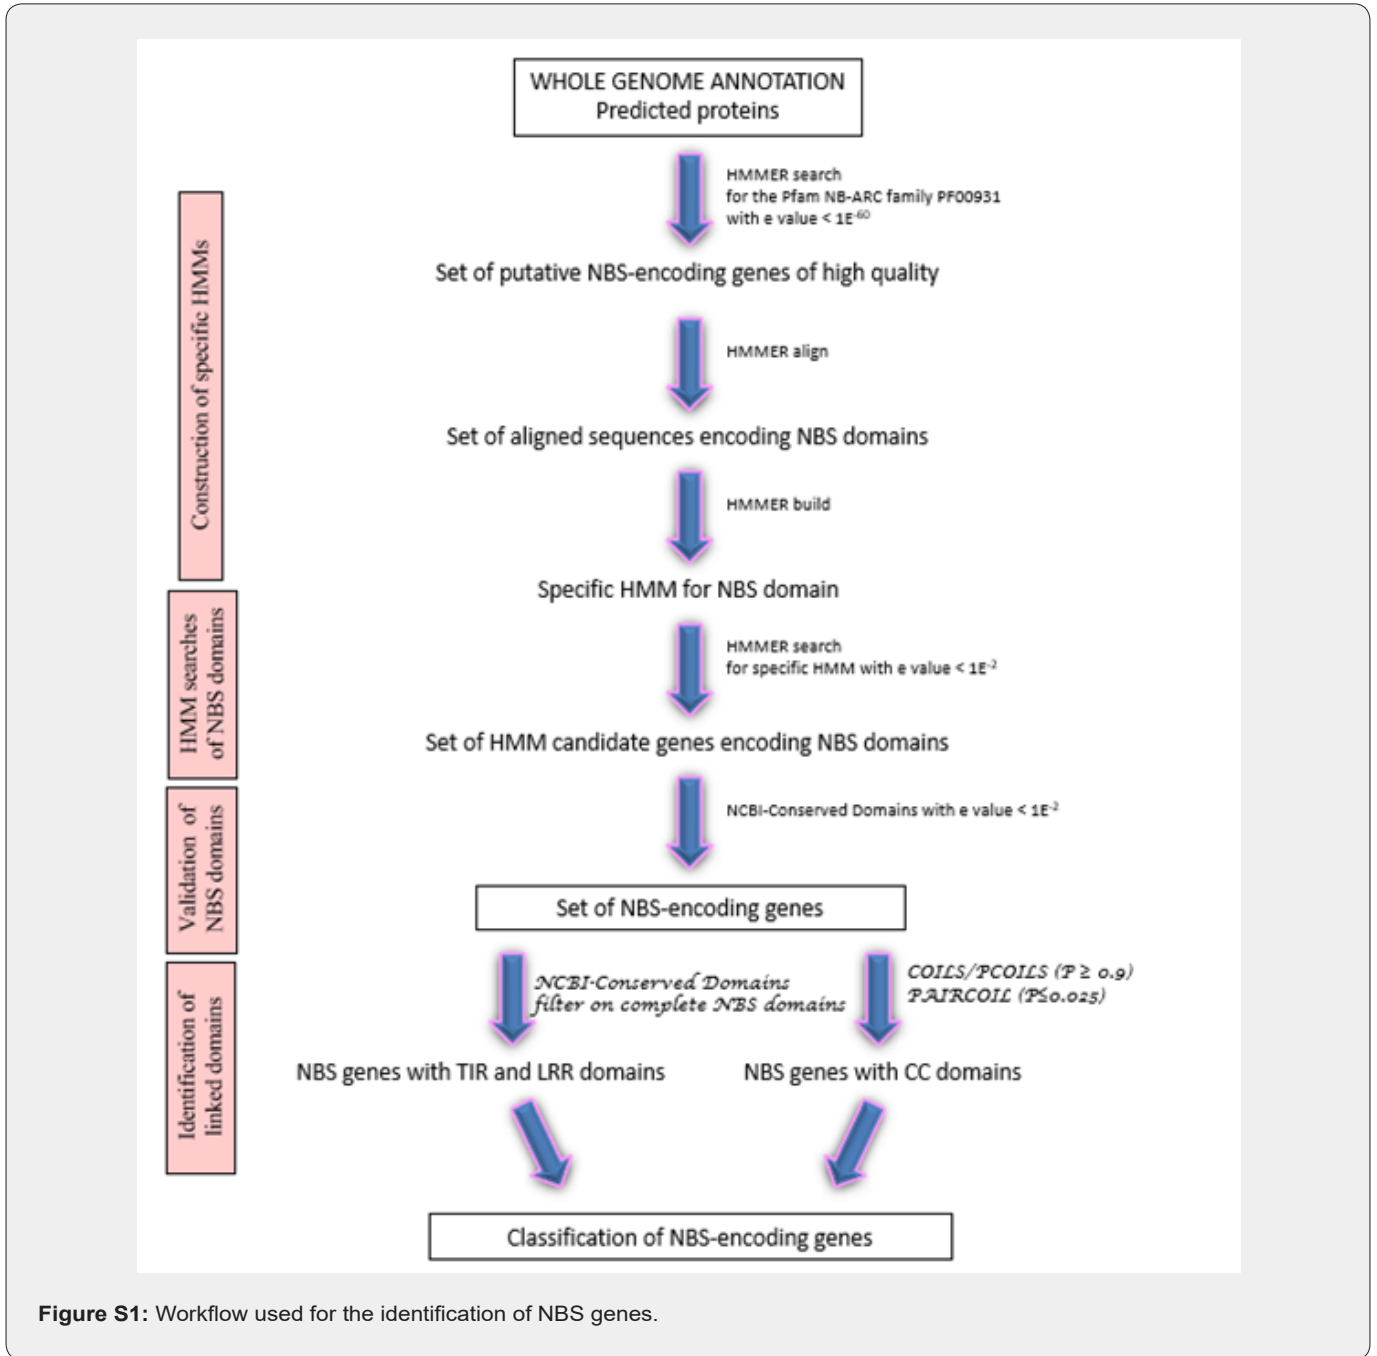 WHOLE GENOME ANNOTATION
Predicted proteins
HMMER search
for the Pfam NB-ARC family PF00931
with e value < 1E-60
Construction of specific HMMs
Set of putative NBS-encoding genes of high quality
HMMER align
Set of aligned sequences encoding NBS domains
HMMER build
Specific HMM for NBS domain
HMM searches
of NBS domains
HMMER search
for specific HMM with e value < 1E-2
Set of HMM candidate genes encoding NBS domains
Validation of
NBS domains
NCBI-Conserved Domains with e value < 1E-2
Set of NBS-encoding genes
Identification of
linked domains
NCBI-Conserved Domains
filter on complete NBS domains
COILS/PCOILS (P ≥ 0.9)
PAIRCOIL (P≤0.025)
NBS genes with TIR and LRR domains
NBS genes with CC domains
Classification of NBS-encoding genes
Figure S1: Workflow used for the identification of NBS genes.